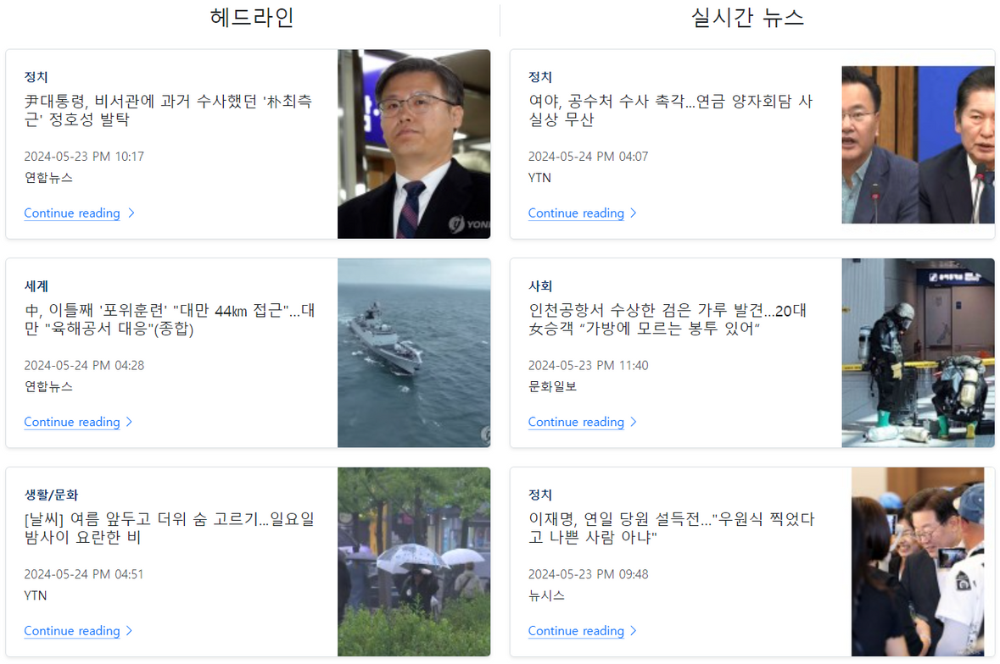 헤드라인
정치
尹대통령, 비서관에 과거 수사했던 '朴최측
근' 정호성 발탁
2024-05-23 PM 10:17
연합뉴스
Continue reading >
세계
中, 이틀째 '포위훈련' "대만 44㎞ 접근"...대
만 "육해공서 대응"(종합)
2024-05-24 PM 04:28
연합뉴스
Continue reading >
생활/문화
[날씨] 여름 앞두고 더위 숨 고르기...일요일
밤사이 요란한 비
2024-05-24 PM 04:51
YTN
Continue reading >
실시간 뉴스
정치
여야, 공수처 수사 촉각...연금 양자회담 사
실상 무산
2024-05-24 PM 04:07
YTN
Continue reading >
사회
인천공항서 수상한 검은 가루 발견...20대
女승객 “가방에 모르는 봉투 있어”
2024-05-23 PM 11:40
문화일보
Continue reading >
정치
이재명, 연일 당원 설득전..."우원식 찍었다
고 나쁜 사람 아냐"
2024-05-23 PM 09:48
뉴시스
Continue reading >